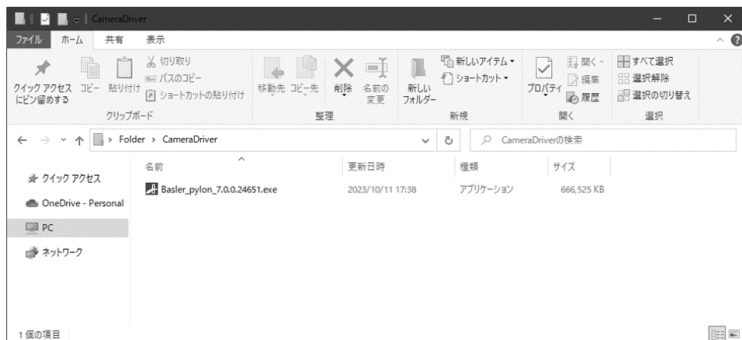 CameraDriver
ファイル ホーム 共有 表示
クイック アクセスにピン留めする
コピー
貼り付け
切り取り
パスのコピー
ショートカットの貼り付け
クリップボード
移動先
コピー先
削除
名前の変更
整理
新しいフォルダー
新しいアイテム
ショートカット
新規
プロパティ
開く
編集
履歴
開く
すべて選択
選択解除
選択の切り替え
選択
Folder > CameraDriver
CameraDriverの検索
クイック アクセス
OneDrive - Personal
PC
ネットワーク
名前 更新日時 種類 サイズ
Basler_pylon_7.0.0.24651.exe 2023/10/11 17:38 アプリケーション 666,525 KB
1 個の項目